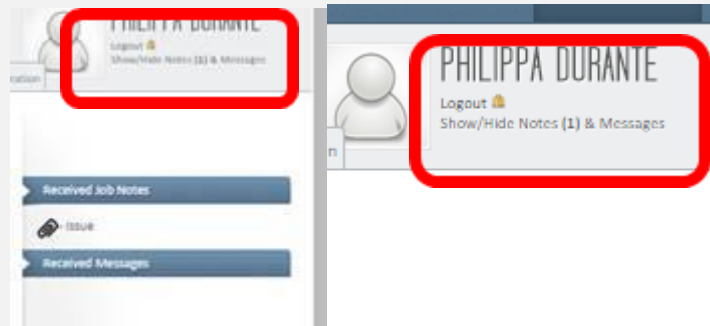 PHILIPPA DURANTE
Logout
Show/Hide Notes (1) & Messages
ration
Received Job Notes
Issue
Received Messages
PHILIPPA DURANTE
Logout
Show/Hide Notes (1) & Messages
n